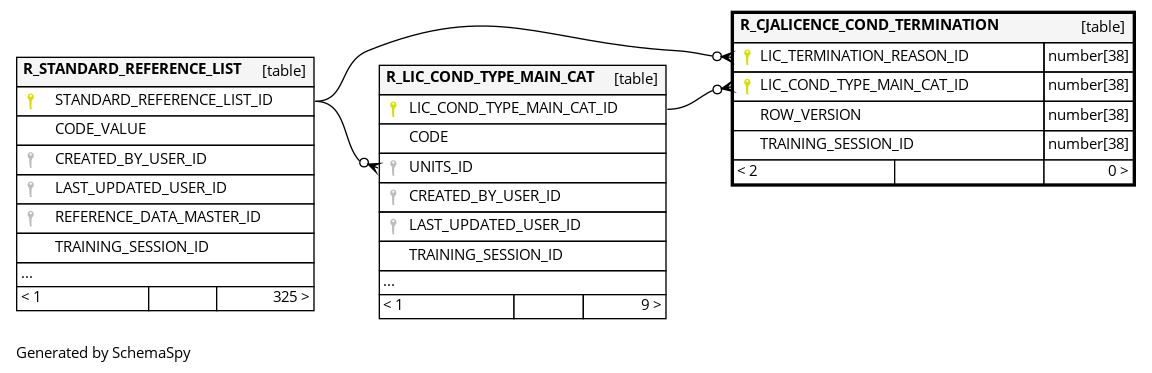 R_STANDARD_REFERENCE_LIST [table]
STANDARD_REFERENCE_LIST_ID
CODE_VALUE
CREATED_BY_USER_ID
LAST_UPDATED_USER_ID
REFERENCE_DATA_MASTER_ID
TRAINING_SESSION_ID
...
< 1 325 >
R_LIC_COND_TYPE_MAIN_CAT [table]
LIC_COND_TYPE_MAIN_CAT_ID
CODE
UNITS_ID
CREATED_BY_USER_ID
LAST_UPDATED_USER_ID
TRAINING_SESSION_ID
...
< 1 9 >
R_CJALICENCE_COND_TERMINATION [table]
LIC_TERMINATION_REASON_ID number[38]
LIC_COND_TYPE_MAIN_CAT_ID number[38]
ROW_VERSION number[38]
TRAINING_SESSION_ID number[38]
< 2 0 >
Generated by SchemaSpy